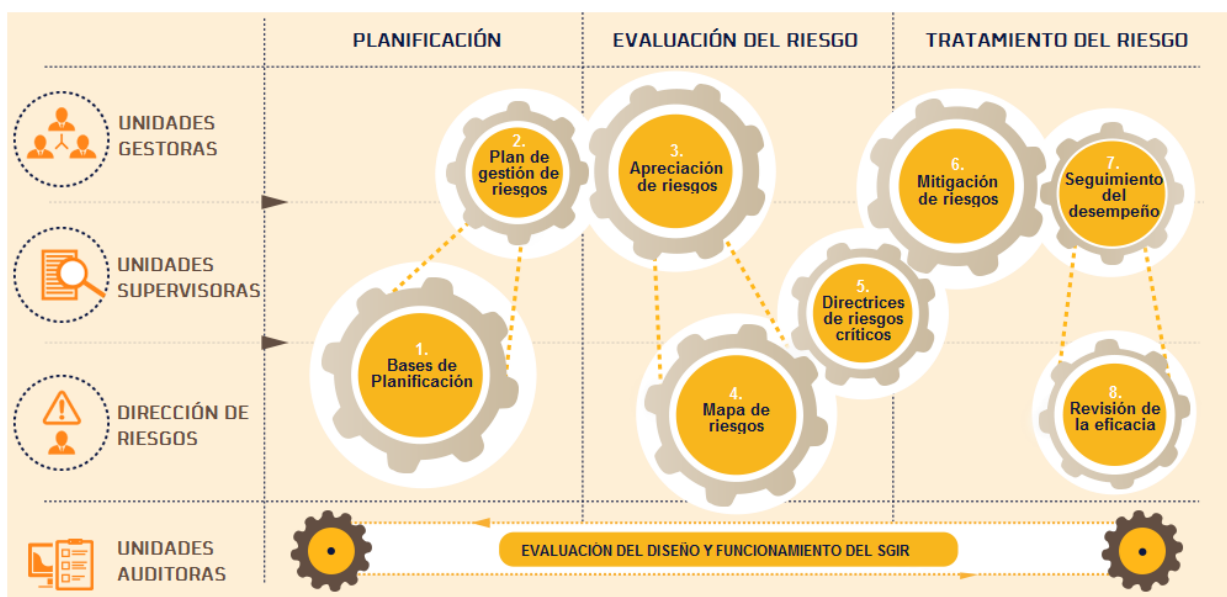 PLANIFICACIÓN
EVALUACIÓN DEL RIESGO
TRATAMIENTO DEL RIESGO
UNIDADES
GESTORAS
2.
Plan de
gestión de
riesgos
3.
Apreciación
de riesgos
6.
Mitigación
de riesgos
7.
Seguimiento
del
desempeño
UNIDADES
SUPERVISORAS
5.
Directrices
de riesgos
críticos
DIRECCIÓN DE
RIESGOS
1.
Bases de
Planificación
4.
Mapa de
riesgos
8.
Revisión de
la eficacia
UNIDADES
AUDITORAS
EVALUACIÓN DEL DISEÑO Y FUNCIONAMIENTO DEL SGIR